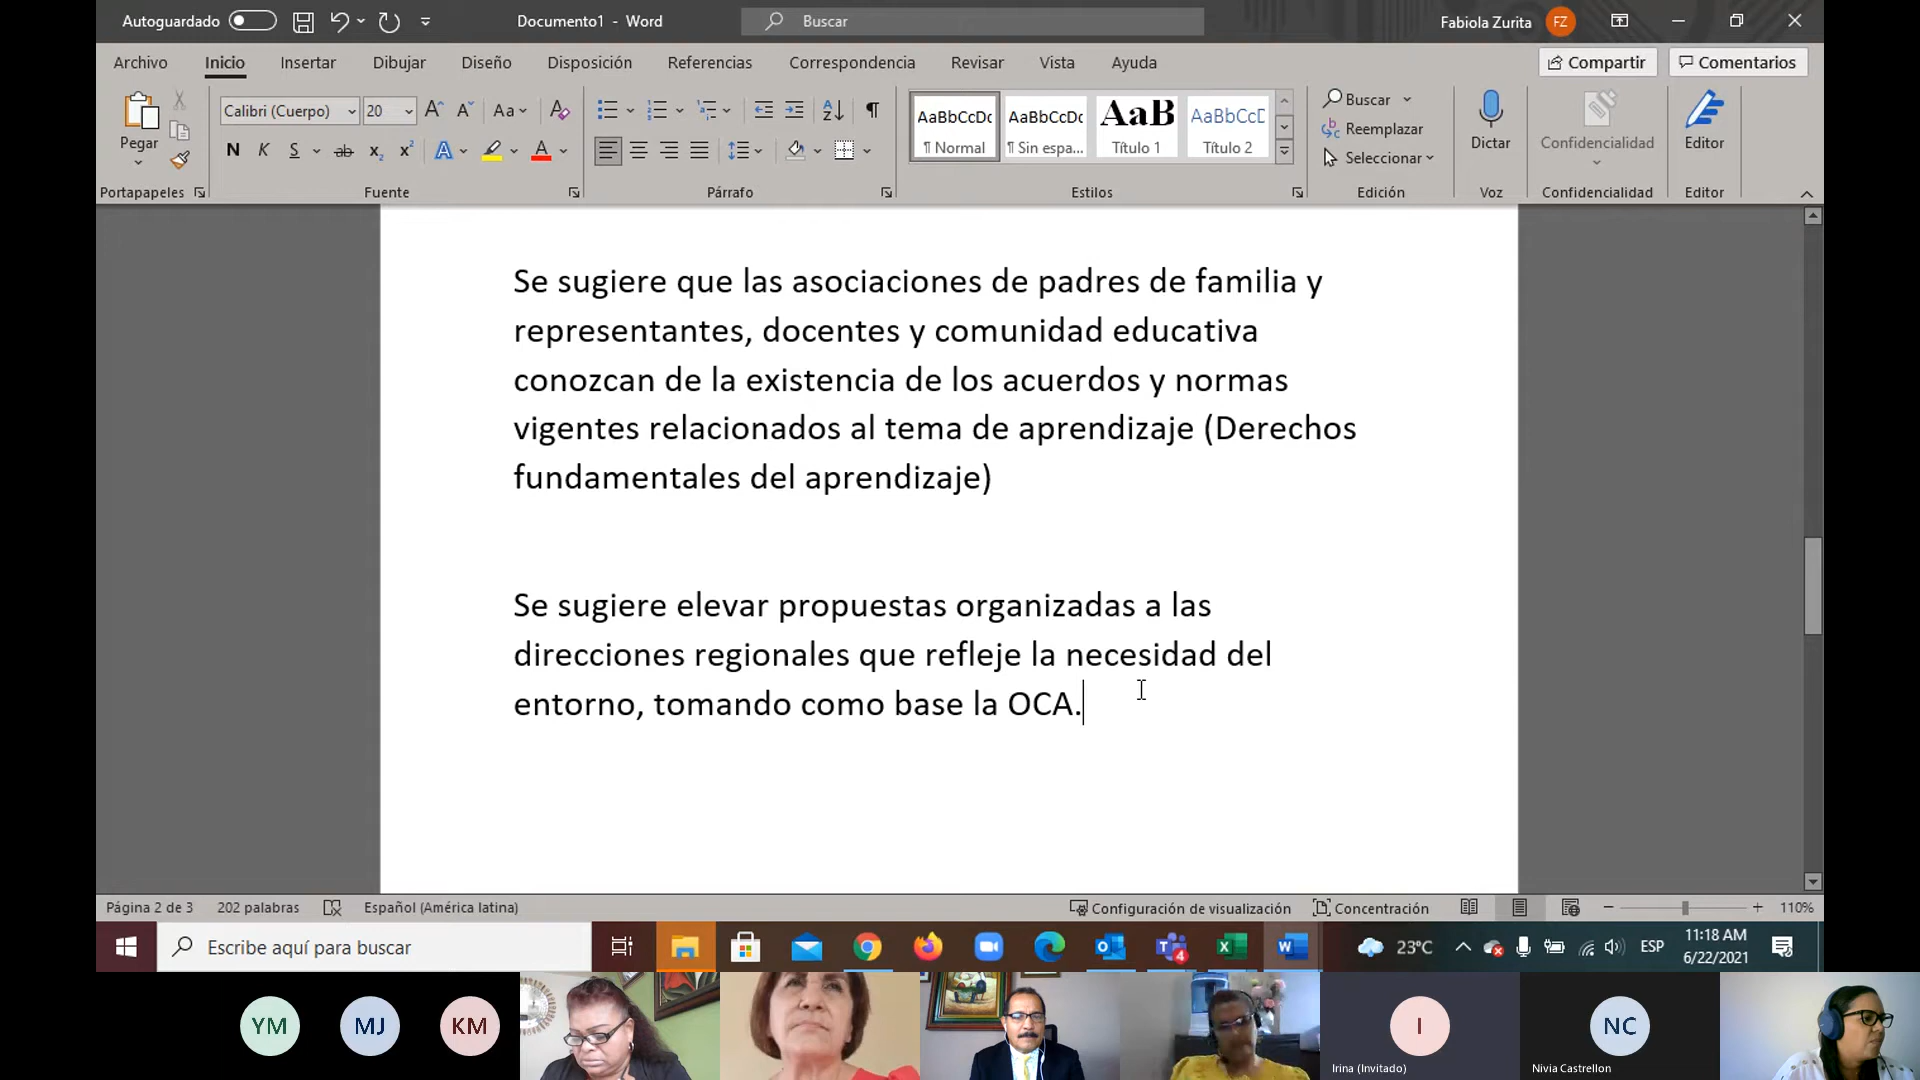 Autoguardado
Documento1 - Word
Buscar
Fabiola Zurita
FZ
Archivo
Inicio
Insertar
Dibujar
Diseño
Disposición
Referencias
Correspondencia
Revisar
Vista
Ayuda
Compartir
Comentarios
Pegar
Portapapeles
Calibri (Cuerpo)
20
Aa
N K S ab x₂ x²
Fuente
Párrafo
AaBbCcDc
¶ Normal
AaBbCcDc
¶ Sin espa...
AaB
Título 1
AaBbCcD
Título 2
Estilos
Buscar
Reemplazar
Seleccionar
Edición
Dictar
Voz
Confidencialidad
Confidencialidad
Editor
Editor
Se sugiere que las asociaciones de padres de familia y
representantes, docentes y comunidad educativa
conozcan de la existencia de los acuerdos y normas
vigentes relacionados al tema de aprendizaje (Derechos
fundamentales del aprendizaje)
Se sugiere elevar propuestas organizadas a las
direcciones regionales que refleje la necesidad del
entorno, tomando como base la OCA.
Página 2 de 3
202 palabras
Español (América latina)
Configuración de visualización
Concentración
110%
Escribe aquí para buscar
4
23°C
ESP
11:18 AM
6/22/2021
YM
MJ
KM
I
Irina (Invitado)
NC
Nivia Castrellon